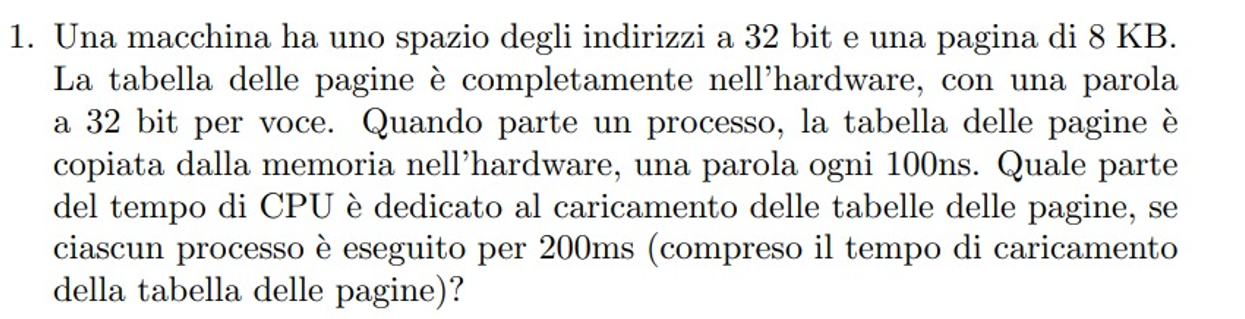 1. Una macchina ha uno spazio degli indirizzi a 32 bit e una pagina di 8 KB.
La tabella delle pagine è completamente nell'hardware, con una parola
a 32 bit per voce. Quando parte un processo, la tabella delle pagine è
copiata dalla memoria nell'hardware, una parola ogni 100ns. Quale parte
del tempo di CPU è dedicato al caricamento delle tabelle delle pagine, se
ciascun processo è eseguito per 200ms (compreso il tempo di caricamento
della tabella delle pagine)?